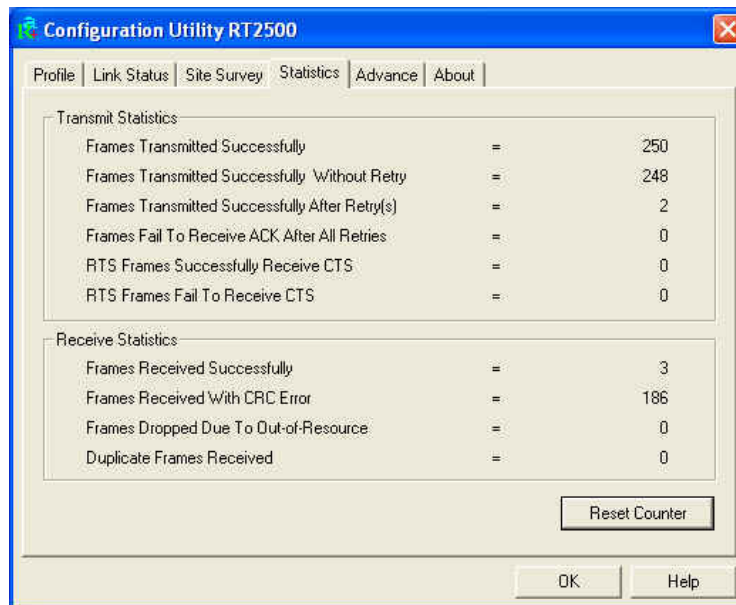 Configuration Utility RT2500
Profile Link Status Site Survey Statistics Advance About
Transmit Statistics
Frames Transmitted Successfully = 250
Frames Transmitted Successfully Without Retry = 248
Frames Transmitted Successfully After Retry(s) = 2
Frames Fail To Receive ACK After All Retries = 0
RTS Frames Successfully Receive CTS = 0
RTS Frames Fail To Receive CTS = 0
Receive Statistics
Frames Received Successfully = 3
Frames Received With CRC Error = 186
Frames Dropped Due To Out-of-Resource = 0
Duplicate Frames Received = 0
Reset Counter
OK Help